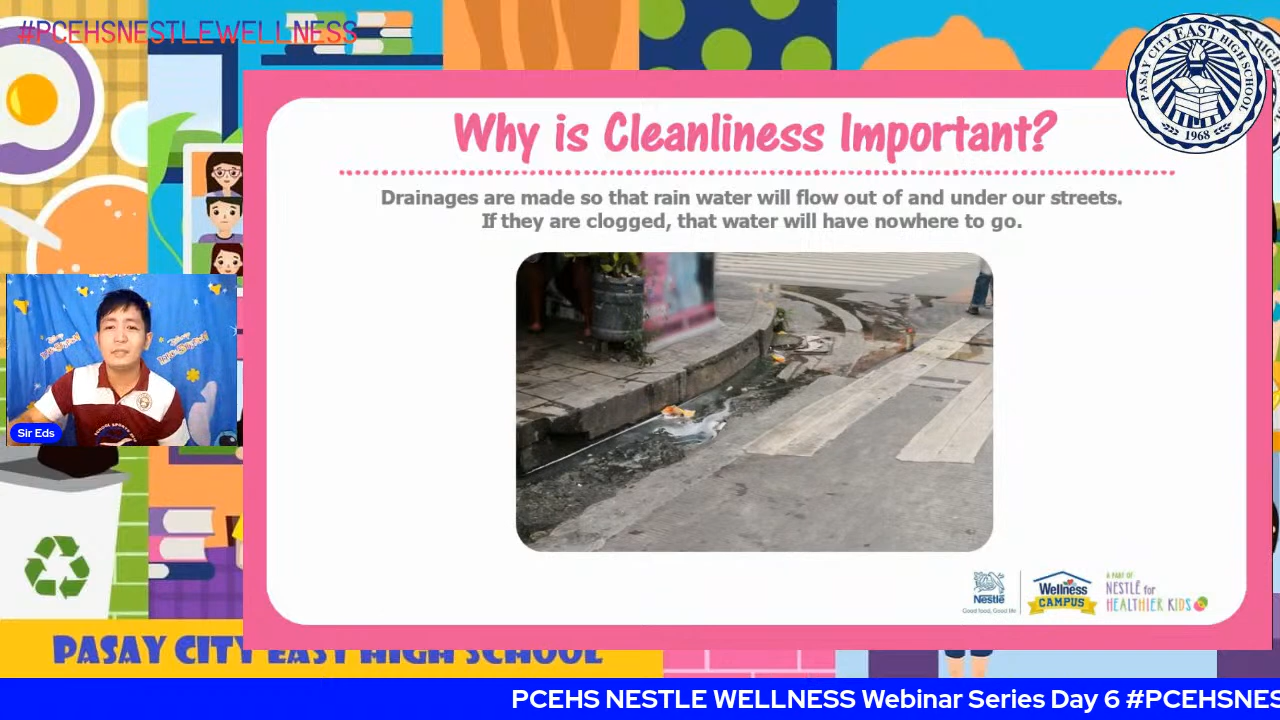 #PCEHSNESTLEWELLNESS
PASAY CITY EAST HIGH SCHOOL
1968
Why is Cleanliness Important?
Drainages are made so that rain water will flow out of and under our streets.
If they are clogged, that water will have nowhere to go.
Sir Eds
Nestlé
Good food, Good life
Wellness
CAMPUS
A PART OF
NESTLÉ for
HEALTHIER KIDS
PASAY CITY EAST HIGH SCHOOL
PCEHS NESTLE WELLNESS Webinar Series Day 6 #PCEHSNES